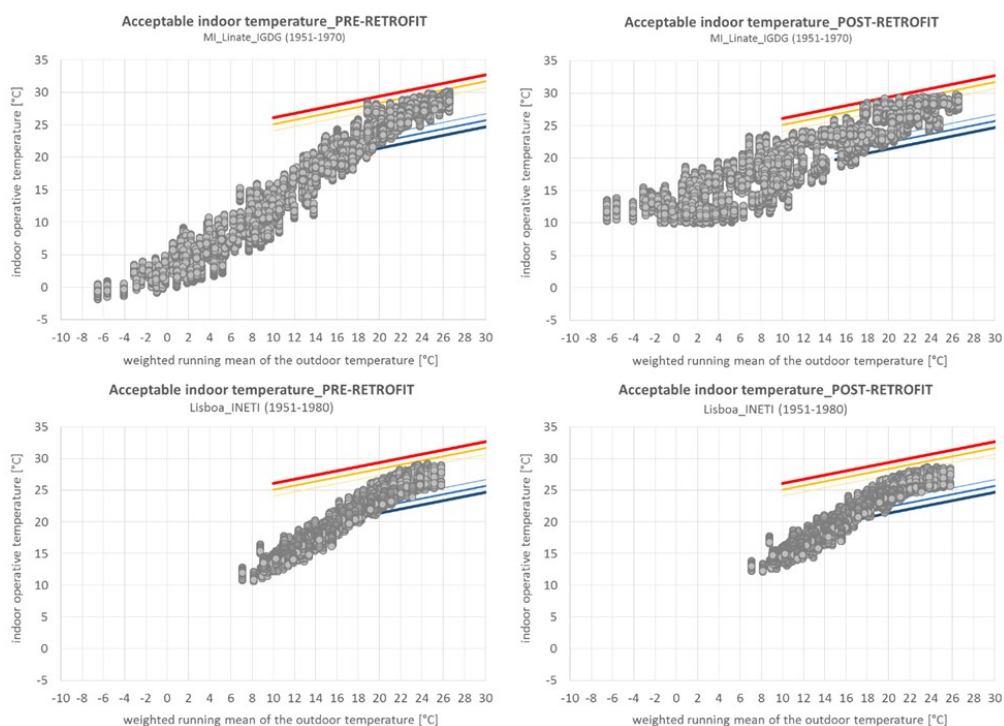 Acceptable indoor temperature_PRE-RETROFIT
MI_Linate_IGDG (1951-1970)
35
30
25
20
15
10
5
0
-5
indoor operative temperature [°C]
-10 -8 -6 -4 -2 0 2 4 6 8 10 12 14 16 18 20 22 24 26 28 30
weighted running mean of the outdoor temperature [°C]
Acceptable indoor temperature_POST-RETROFIT
MI_Linate_IGDG (1951-1970)
35
30
25
20
15
10
5
0
-5
indoor operative temperature [°C]
-10 -8 -6 -4 -2 0 2 4 6 8 10 12 14 16 18 20 22 24 26 28 30
weighted running mean of the outdoor temperature [°C]
Acceptable indoor temperature_PRE-RETROFIT
Lisboa_INETI (1951-1980)
35
30
25
20
15
10
5
0
-5
indoor operative temperature [°C]
-10 -8 -6 -4 -2 0 2 4 6 8 10 12 14 16 18 20 22 24 26 28 30
weighted running mean of the outdoor temperature [°C]
Acceptable indoor temperature_POST-RETROFIT
Lisboa_INETI (1951-1980)
35
30
25
20
15
10
5
0
-5
indoor operative temperature [°C]
-10 -8 -6 -4 -2 0 2 4 6 8 10 12 14 16 18 20 22 24 26 28 30
weighted running mean of the outdoor temperature [°C]